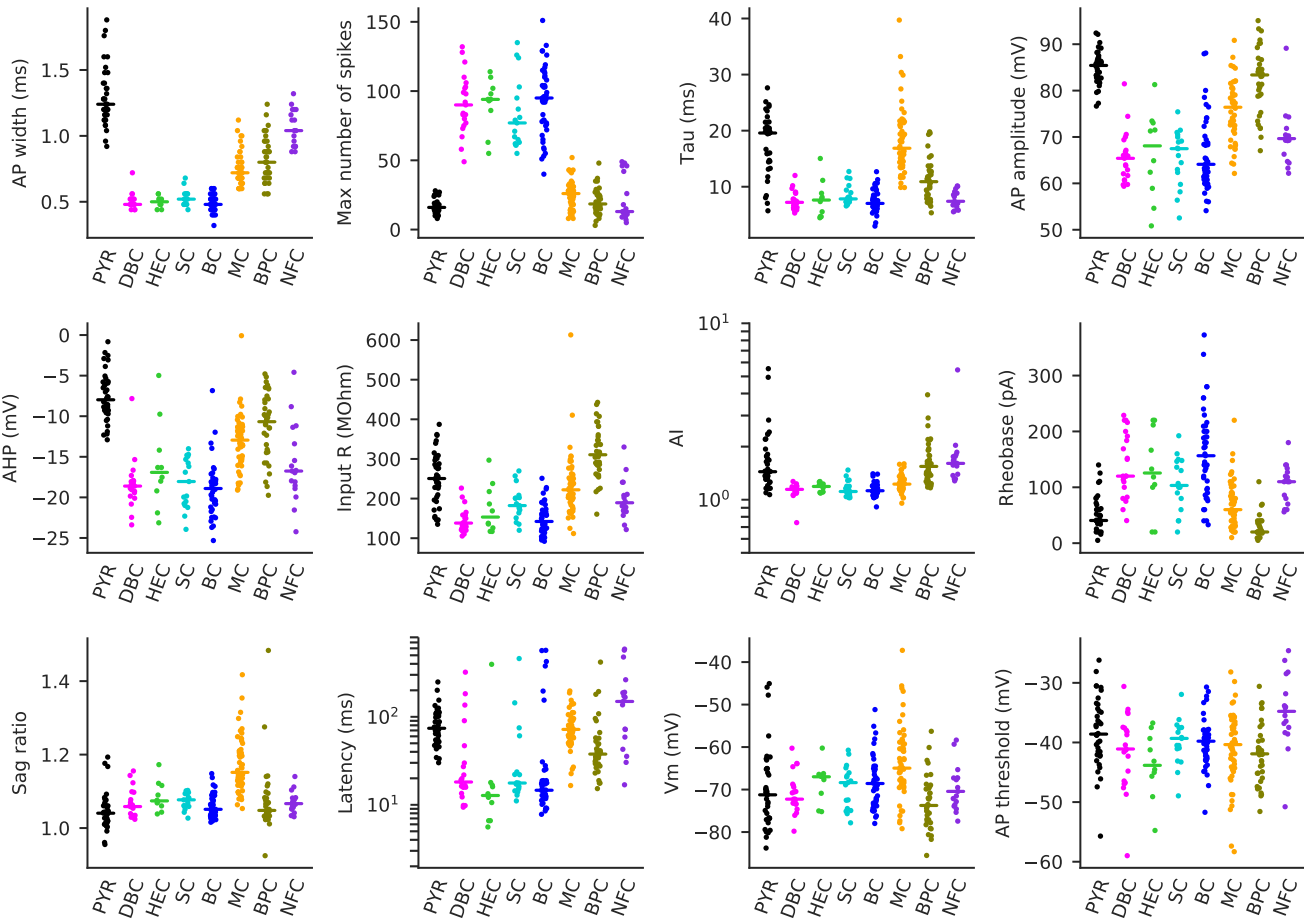 AP width (ms)
1.5
1.0
0.5
PYR
DBC
HEC
SC
BC
MC
BPC
NFC
Max number of spikes
150
100
50
0
PYR
DBC
HEC
SC
BC
MC
BPC
NFC
Tau (ms)
40
30
20
10
PYR
DBC
HEC
SC
BC
MC
BPC
NFC
AP amplitude (mV)
90
80
70
60
50
PYR
DBC
HEC
SC
BC
MC
BPC
NFC
AHP (mV)
0
−5
−10
−15
−20
−25
PYR
DBC
HEC
SC
BC
MC
BPC
NFC
Input R (MOhm)
600
500
400
300
200
100
PYR
DBC
HEC
SC
BC
MC
BPC
NFC
AI
10¹
10⁰
PYR
DBC
HEC
SC
BC
MC
BPC
NFC
Rheobase (pA)
300
200
100
0
PYR
DBC
HEC
SC
BC
MC
BPC
NFC
Sag ratio
1.4
1.2
1.0
PYR
DBC
HEC
SC
BC
MC
BPC
NFC
Latency (ms)
10²
10¹
PYR
DBC
HEC
SC
BC
MC
BPC
NFC
Vm (mV)
−40
−50
−60
−70
−80
PYR
DBC
HEC
SC
BC
MC
BPC
NFC
AP threshold (mV)
−30
−40
−50
−60
PYR
DBC
HEC
SC
BC
MC
BPC
NFC